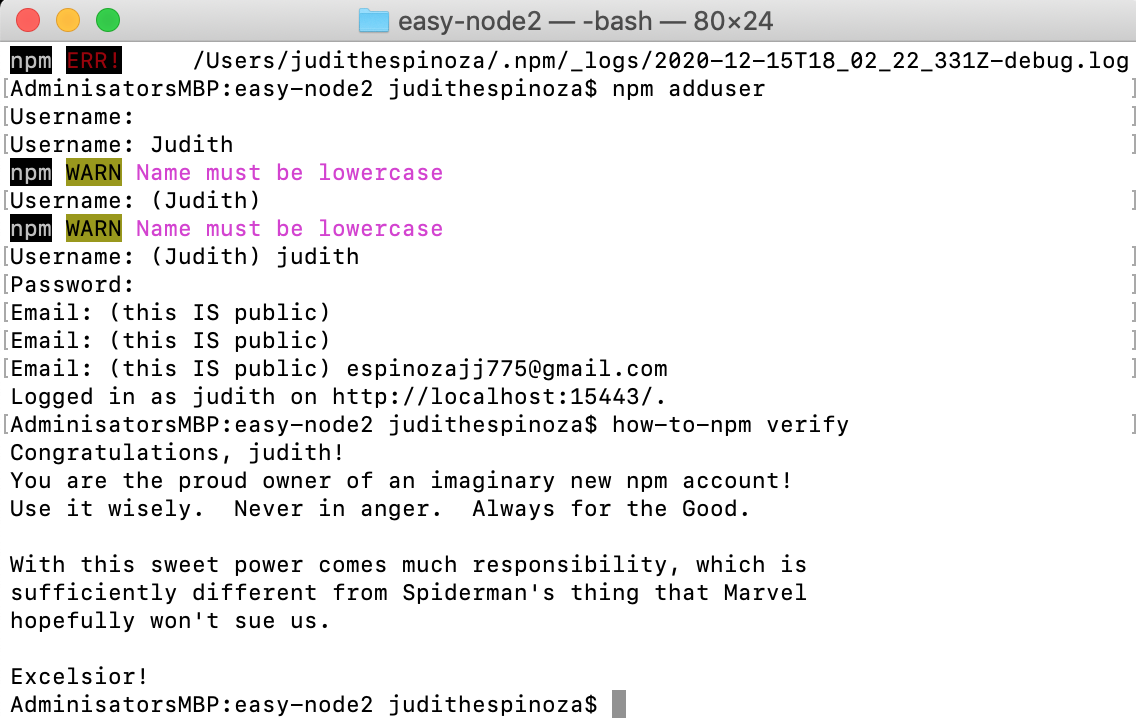 easy-node2 — -bash — 80×24
npm ERR!     /Users/judithespinoza/.npm/_logs/2020-12-15T18_02_22_331Z-debug.log
[AdminisatorsMBP:easy-node2 judithespinoza$ npm adduser ]
[Username: ]
[Username: Judith ]
npm WARN Name must be lowercase
[Username: (Judith) ]
npm WARN Name must be lowercase
[Username: (Judith) judith ]
[Password: ]
[Email: (this IS public) ]
[Email: (this IS public) ]
[Email: (this IS public) espinozajj775@gmail.com ]
Logged in as judith on http://localhost:15443/.
[AdminisatorsMBP:easy-node2 judithespinoza$ how-to-npm verify ]
Congratulations, judith!
You are the proud owner of an imaginary new npm account!
Use it wisely.  Never in anger.  Always for the Good.

With this sweet power comes much responsibility, which is
sufficiently different from Spiderman's thing that Marvel
hopefully won't sue us.

Excelsior!
AdminisatorsMBP:easy-node2 judithespinoza$